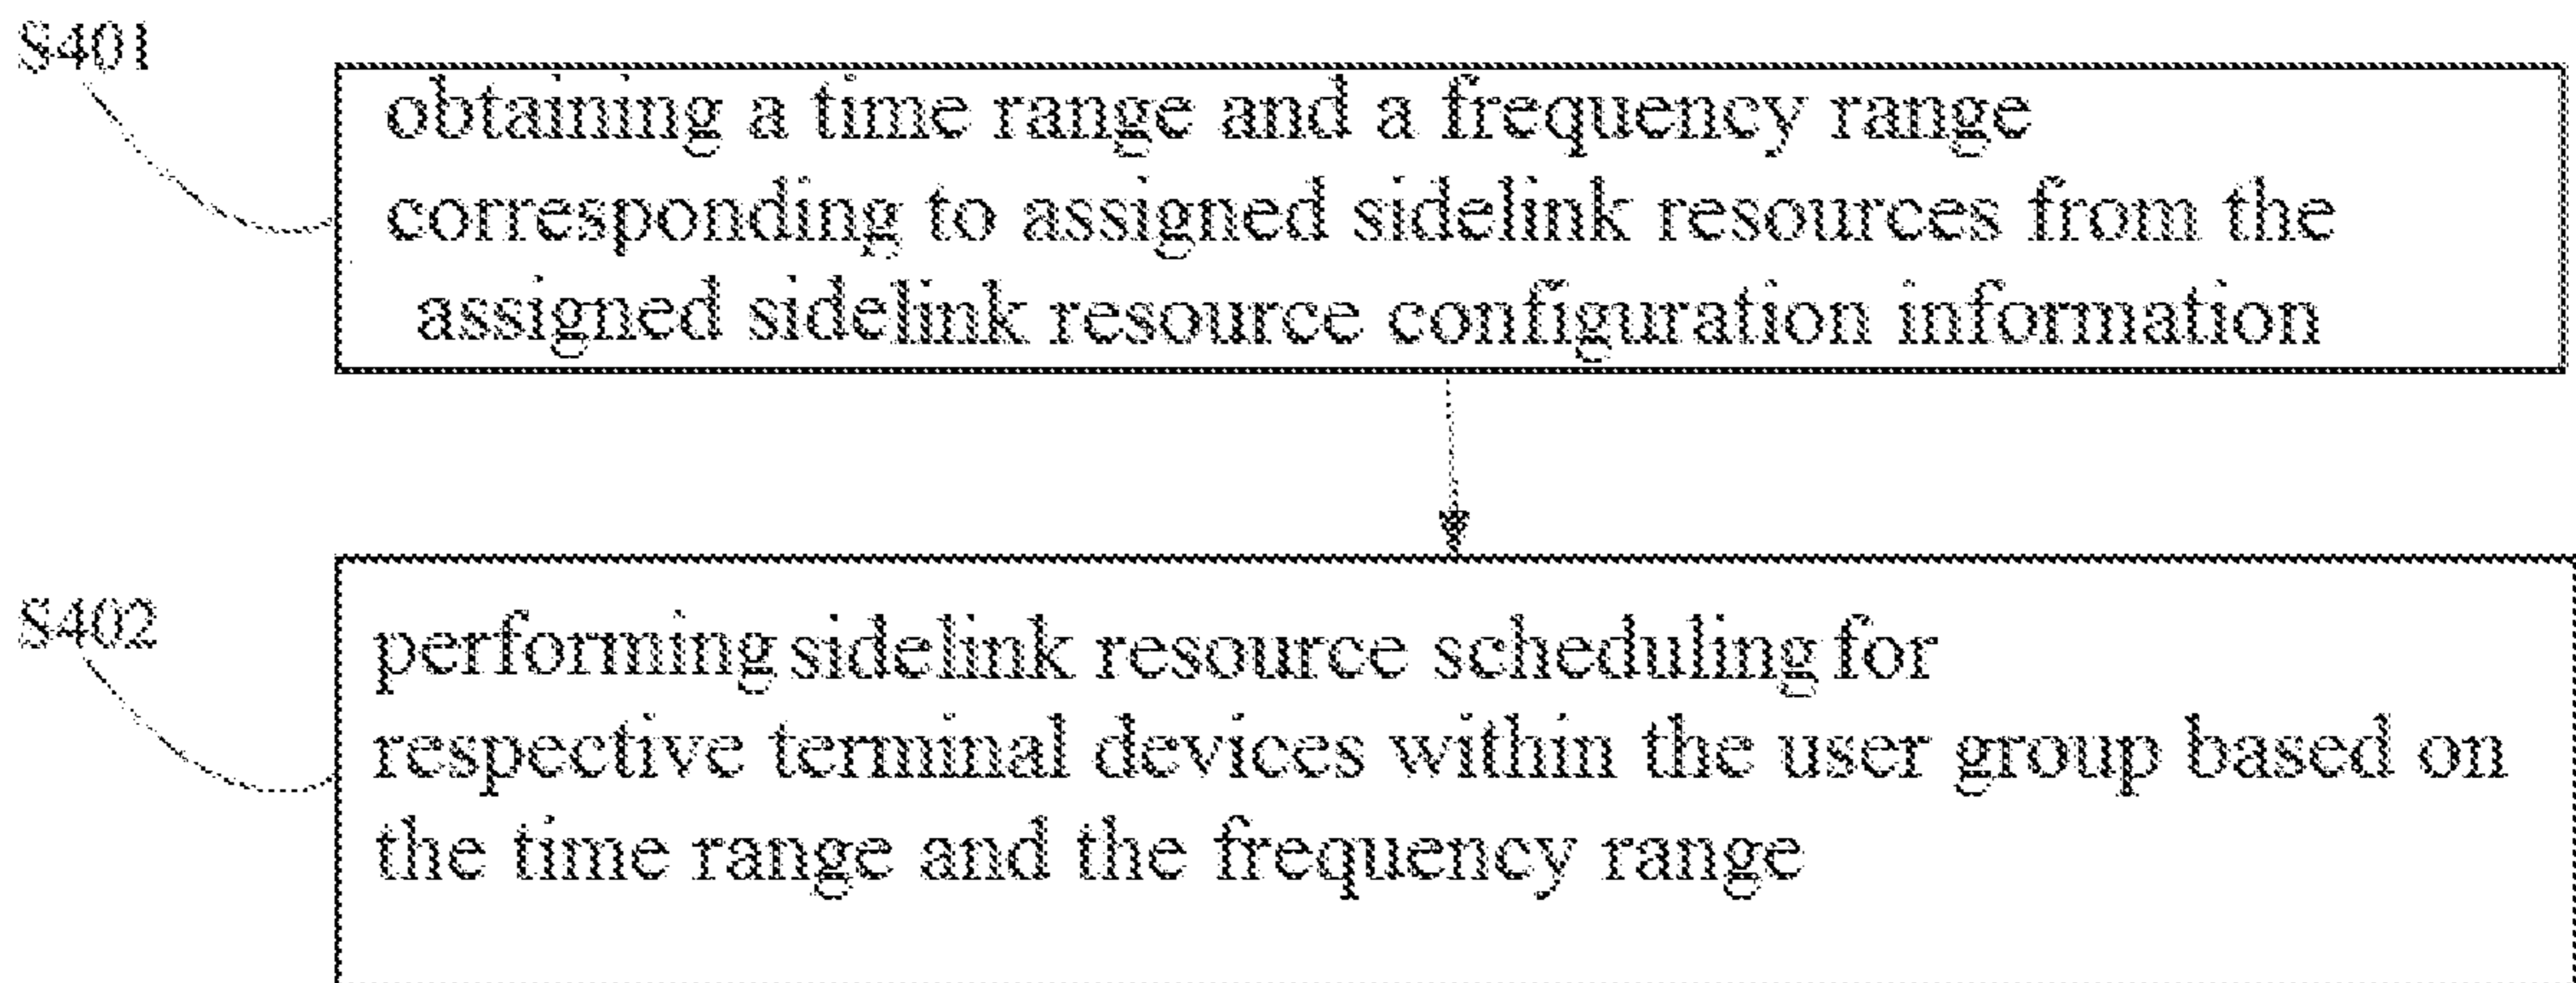 S401
obtaining a time range and a frequency range
corresponding to assigned sidelink resources from the
assigned sidelink resource configuration information
S402
performing sidelink resource scheduling for
respective terminal devices within the user group based on
the time range and the frequency range